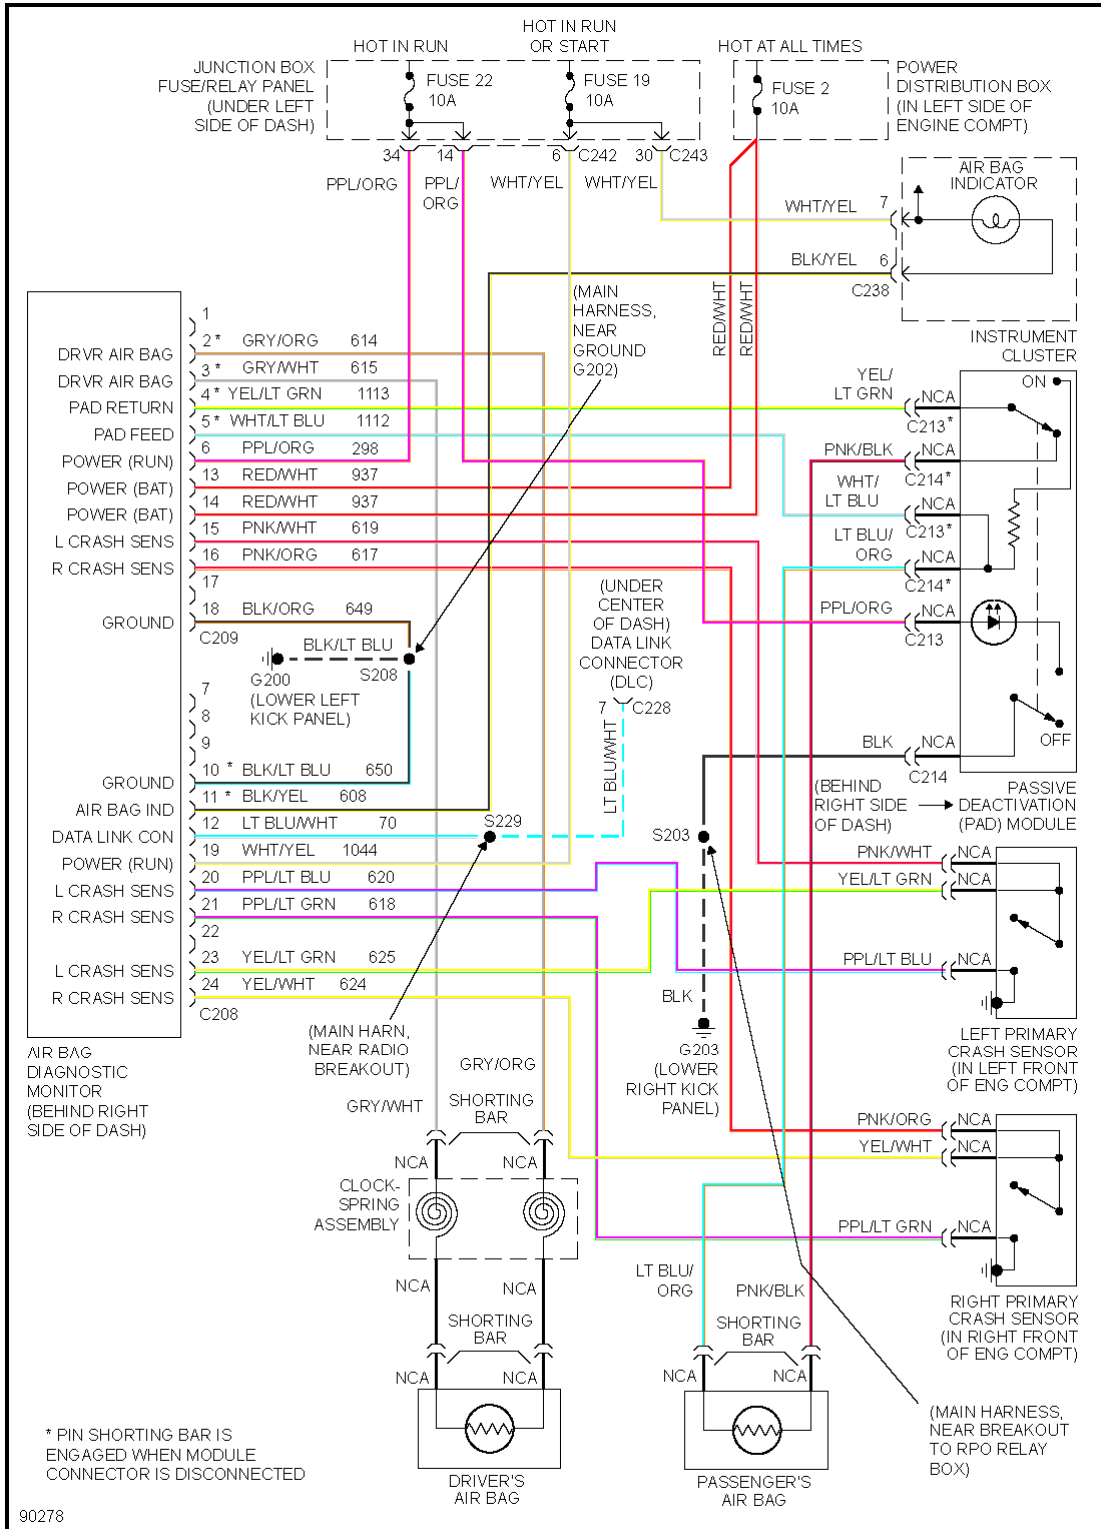 HOT IN RUN
HOT IN RUN
OR START
HOT AT ALL TIMES
JUNCTION BOX
FUSE/RELAY PANEL
(UNDER LEFT
SIDE OF DASH)
FUSE 22
10A
FUSE 19
10A
FUSE 2
10A
POWER
DISTRIBUTION BOX
(IN LEFT SIDE OF
ENGINE COMPT)
34
14
6
C242
30
C243
PPL/ORG
PPL/
ORG
WHT/YEL
WHT/YEL
AIR BAG
INDICATOR
WHT/YEL
7
BLK/YEL
6
C238
INSTRUMENT
CLUSTER
RED/WHT
RED/WHT
(MAIN
HARNESS,
NEAR
GROUND
G202)
1
DRVR AIR BAG
2 *
GRY/ORG
614
DRVR AIR BAG
3 *
GRY/WHT
615
PAD RETURN
4 *
YEL/LT GRN
1113
PAD FEED
5 *
WHT/LT BLU
1112
POWER (RUN)
6
PPL/ORG
298
POWER (BAT)
13
RED/WHT
937
POWER (BAT)
14
RED/WHT
937
L CRASH SENS
15
PNK/WHT
619
R CRASH SENS
16
PNK/ORG
617
17
GROUND
18
BLK/ORG
649
C209
BLK/LT BLU
G200
S208
(LOWER LEFT
KICK PANEL)
7
8
9
GROUND
10 *
BLK/LT BLU
650
AIR BAG IND
11 *
BLK/YEL
608
DATA LINK CON
12
LT BLU/WHT
70
POWER (RUN)
19
WHT/YEL
1044
L CRASH SENS
20
PPL/LT BLU
620
R CRASH SENS
21
PPL/LT GRN
618
22
L CRASH SENS
23
YEL/LT GRN
625
R CRASH SENS
24
YEL/WHT
624
C208
AIR BAG
DIAGNOSTIC
MONITOR
(BEHIND RIGHT
SIDE OF DASH)
(UNDER
CENTER
OF DASH)
DATA LINK
CONNECTOR
(DLC)
7
C228
LT BLU/WHT
S229
(MAIN HARN,
NEAR RADIO
BREAKOUT)
YEL/
LT GRN
NCA
C213*
ON
PNK/BLK
NCA
C214*
WHT/
LT BLU
NCA
C213*
LT BLU/
ORG
NCA
C214*
PPL/ORG
NCA
C213
BLK
NCA
C214
OFF
(BEHIND
RIGHT SIDE
OF DASH)
PASSIVE
DEACTIVATION
(PAD) MODULE
S203
BLK
G203
(LOWER
RIGHT KICK
PANEL)
PNK/WHT
NCA
YEL/LT GRN
NCA
PPL/LT BLU
NCA
LEFT PRIMARY
CRASH SENSOR
(IN LEFT FRONT
OF ENG COMPT)
PNK/ORG
NCA
YEL/WHT
NCA
PPL/LT GRN
NCA
RIGHT PRIMARY
CRASH SENSOR
(IN RIGHT FRONT
OF ENG COMPT)
GRY/ORG
GRY/WHT
SHORTING
BAR
NCA
NCA
CLOCK-
SPRING
ASSEMBLY
NCA
NCA
SHORTING
BAR
NCA
NCA
DRIVER'S
AIR BAG
LT BLU/
ORG
PNK/BLK
SHORTING
BAR
NCA
NCA
PASSENGER'S
AIR BAG
(MAIN HARNESS,
NEAR BREAKOUT
TO RPO RELAY
BOX)
* PIN SHORTING BAR IS
ENGAGED WHEN MODULE
CONNECTOR IS DISCONNECTED
90278